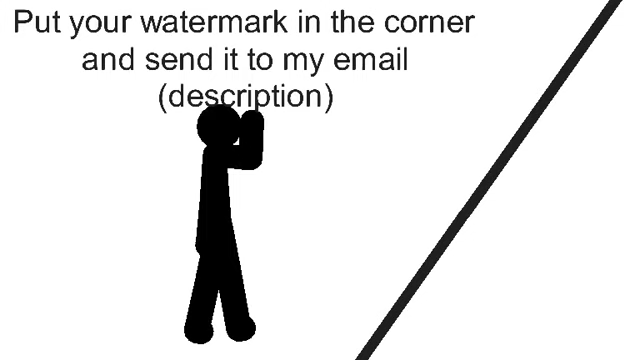 Put your watermark in the corner
and send it to my email
(description)